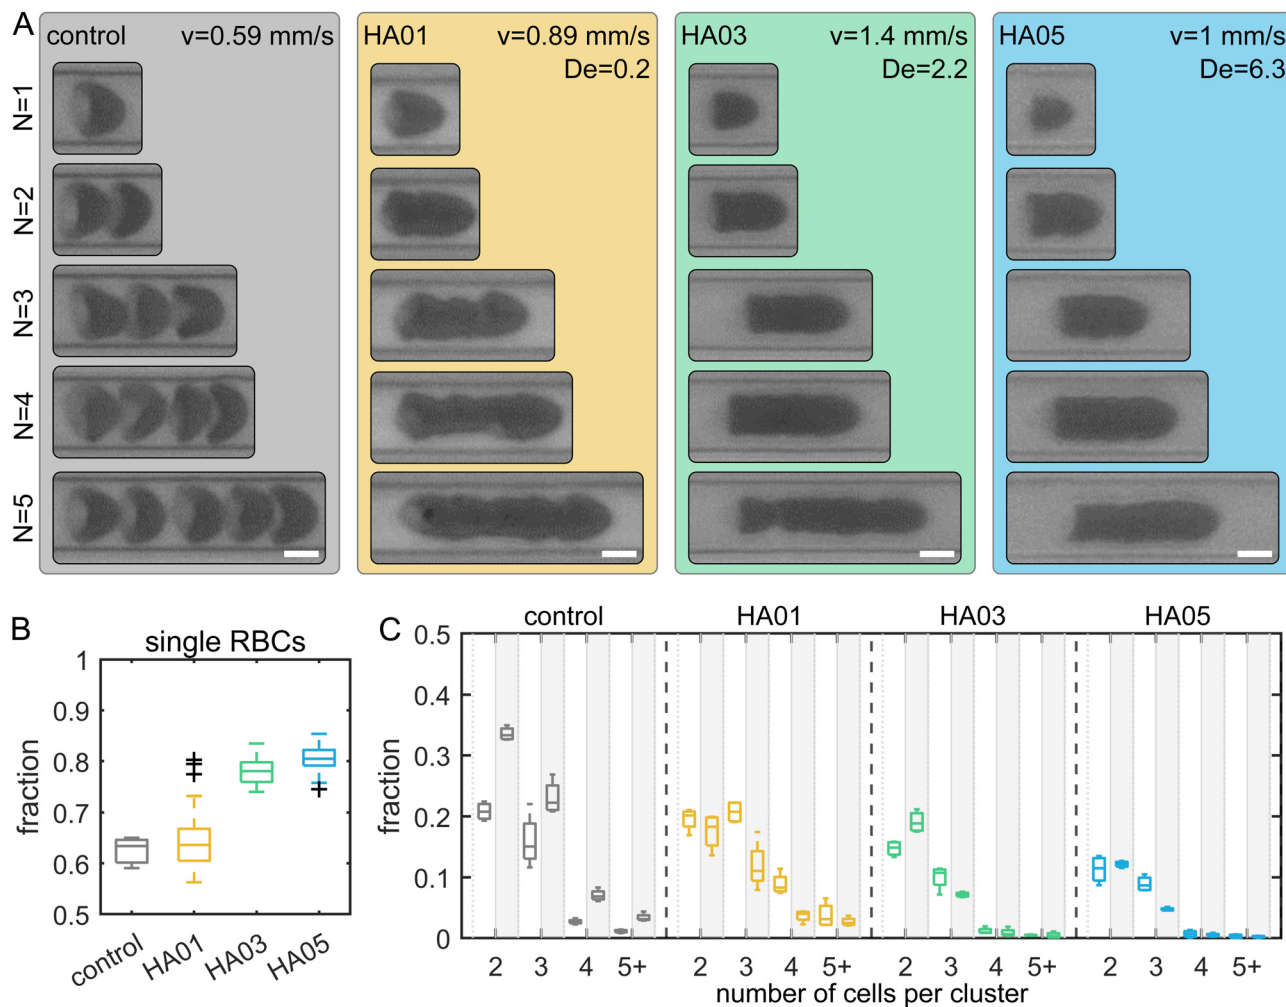 A
control v=0.59 mm/s
HA01 v=0.89 mm/s
De=0.2
HA03 v=1.4 mm/s
De=2.2
HA05 v=1 mm/s
De=6.3
N=1
N=2
N=3
N=4
N=5
B
single RBCs
fraction
1
0.9
0.8
0.7
0.6
0.5
control
HA01
HA03
HA05
C
control HA01 HA03 HA05
fraction
0.5
0.4
0.3
0.2
0.1
0
2 3 4 5+ 2 3 4 5+ 2 3 4 5+ 2 3 4 5+
number of cells per cluster